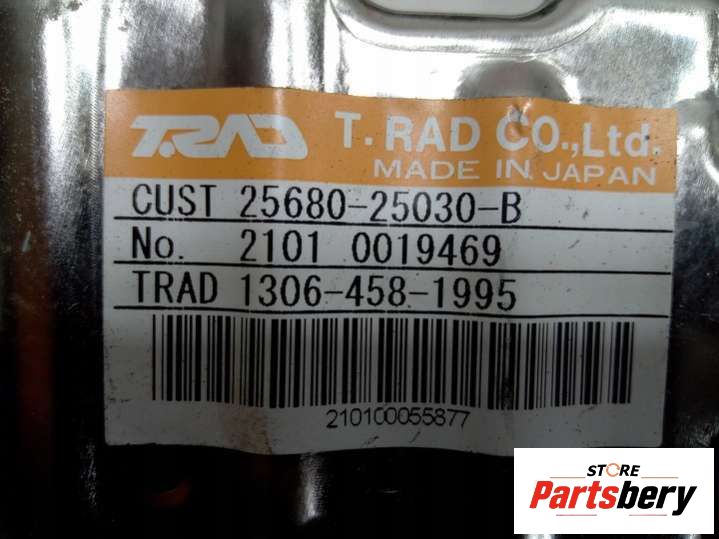 T.RAD T. RAD CO.,Ltd.
MADE IN JAPAN
CUST 25680-25030-B
No. 2101 0019469
TRAD 1306-458-1995
210100055877
STORE
Partsbery